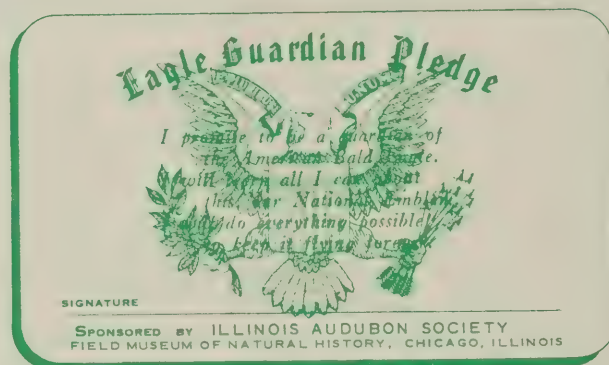 Eagle Guardian Pledge
I promise to be a guardian of
the American Bald Eagle.
will learn all I can about
this, our National Emblem
and do everything possible
keep it flying forever
SIGNATURE
SPONSORED BY ILLINOIS AUDUBON SOCIETY
FIELD MUSEUM OF NATURAL HISTORY, CHICAGO, ILLINOIS